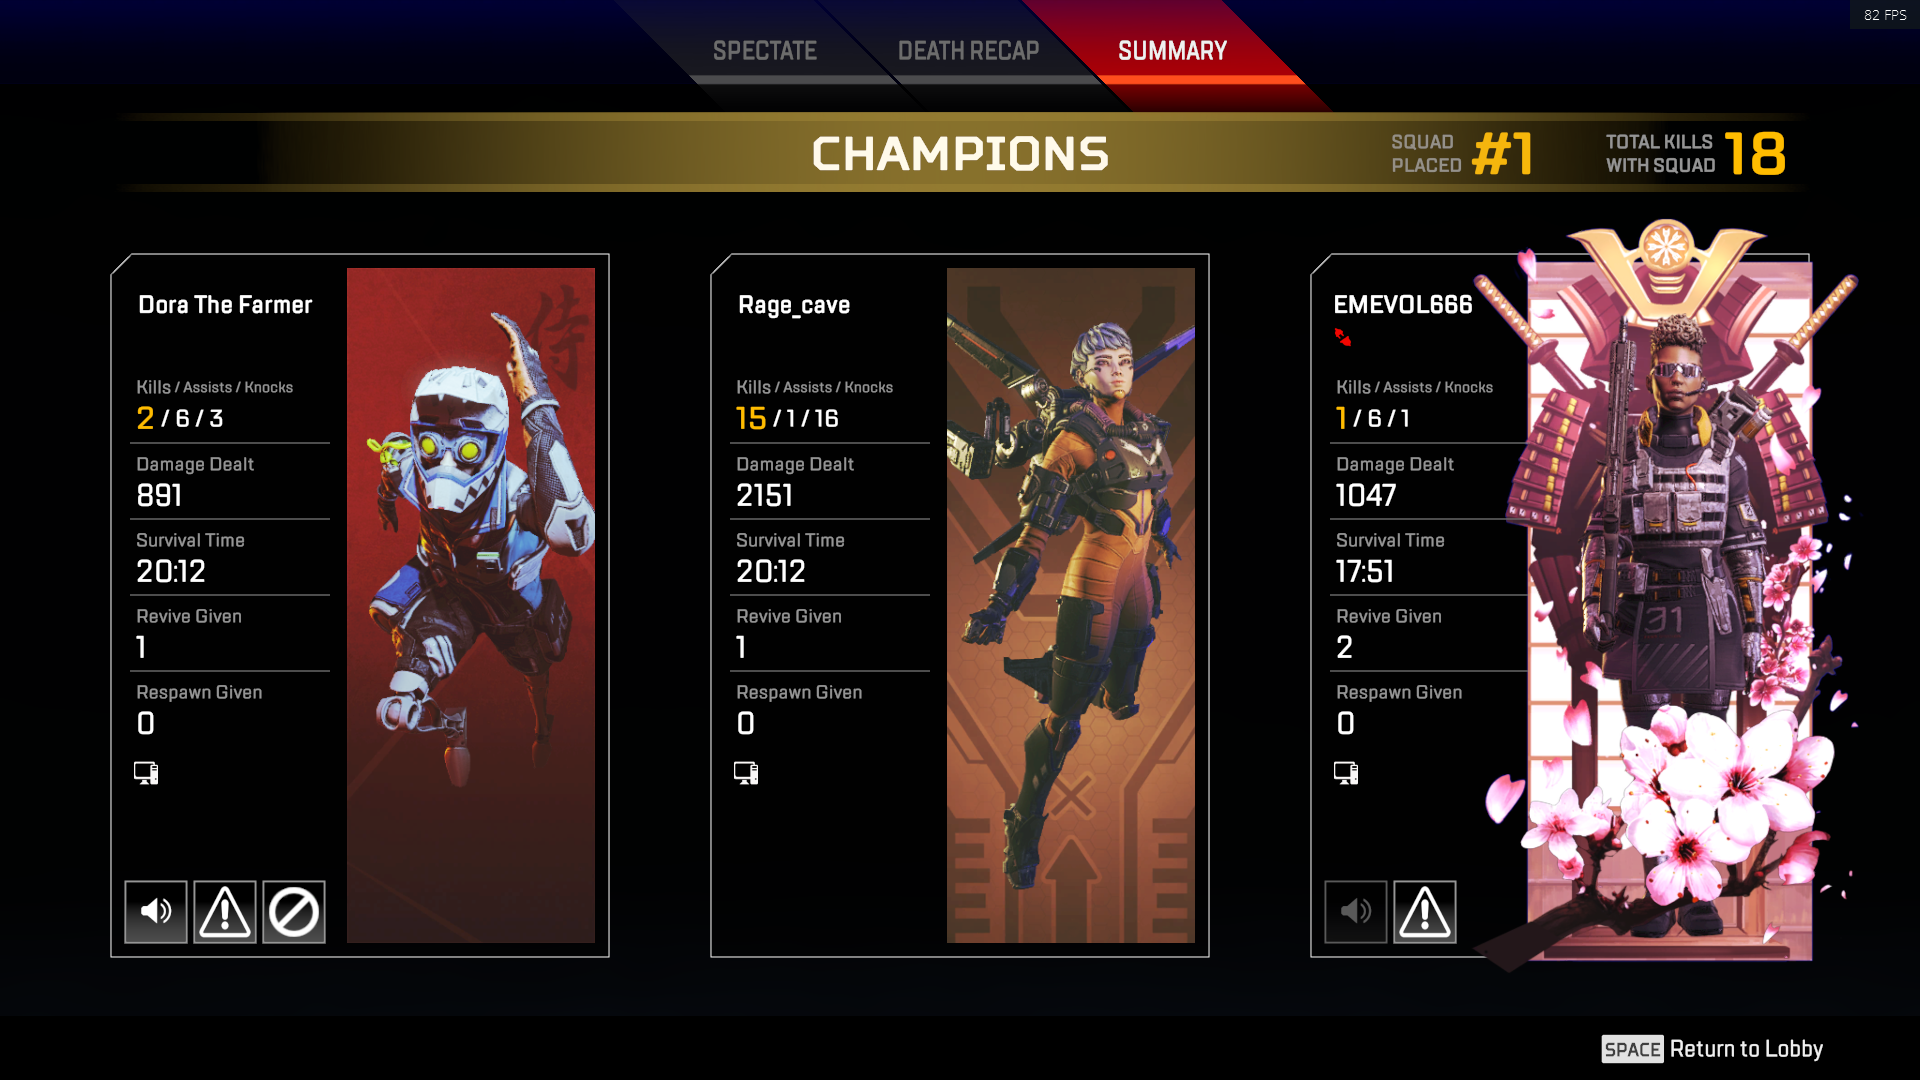 82 FPS
SPECTATE
DEATH RECAP
SUMMARY
CHAMPIONS
SQUAD
PLACED
#1
TOTAL KILLS
WITH SQUAD
18
Dora The Farmer
Kills / Assists / Knocks
2 / 6 / 3
Damage Dealt
891
Survival Time
20:12
Revive Given
1
Respawn Given
0
侍
Rage_cave
Kills / Assists / Knocks
15 / 1 / 16
Damage Dealt
2151
Survival Time
20:12
Revive Given
1
Respawn Given
0
EMEVOL666
Kills / Assists / Knocks
1 / 6 / 1
Damage Dealt
1047
Survival Time
17:51
Revive Given
2
Respawn Given
0
31
SPACE Return to Lobby